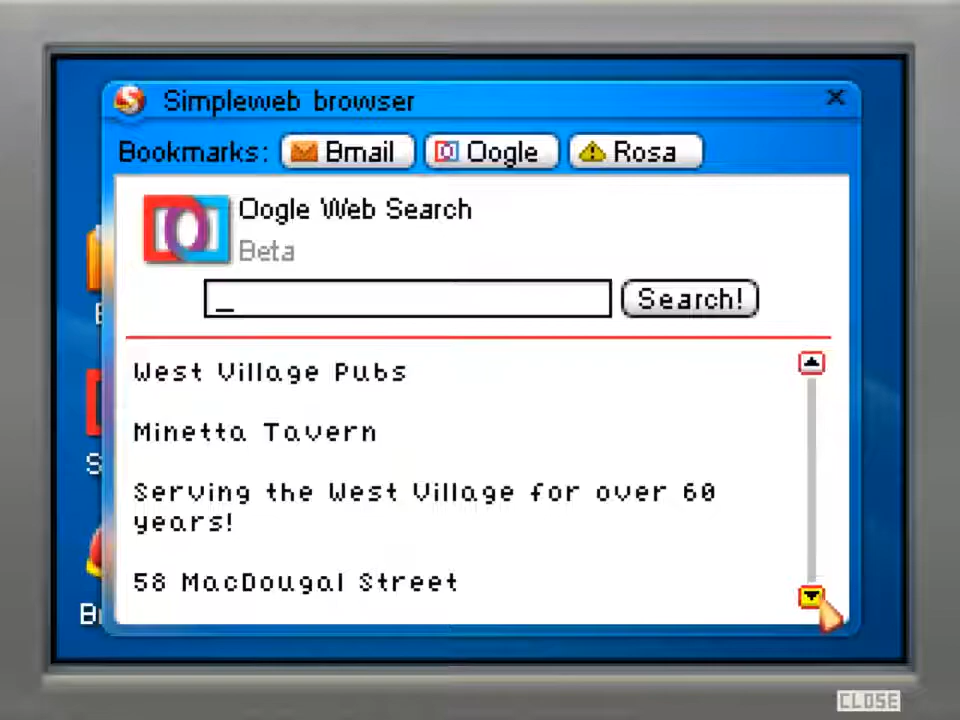 Simpleweb browser
Bookmarks: Bmail Oogle Rosa
Oogle Web Search
Beta
_ Search!
West Village Pubs
Minetta Tavern
Serving the West Village for over 60
years!
58 MacDougal Street
CLOSE